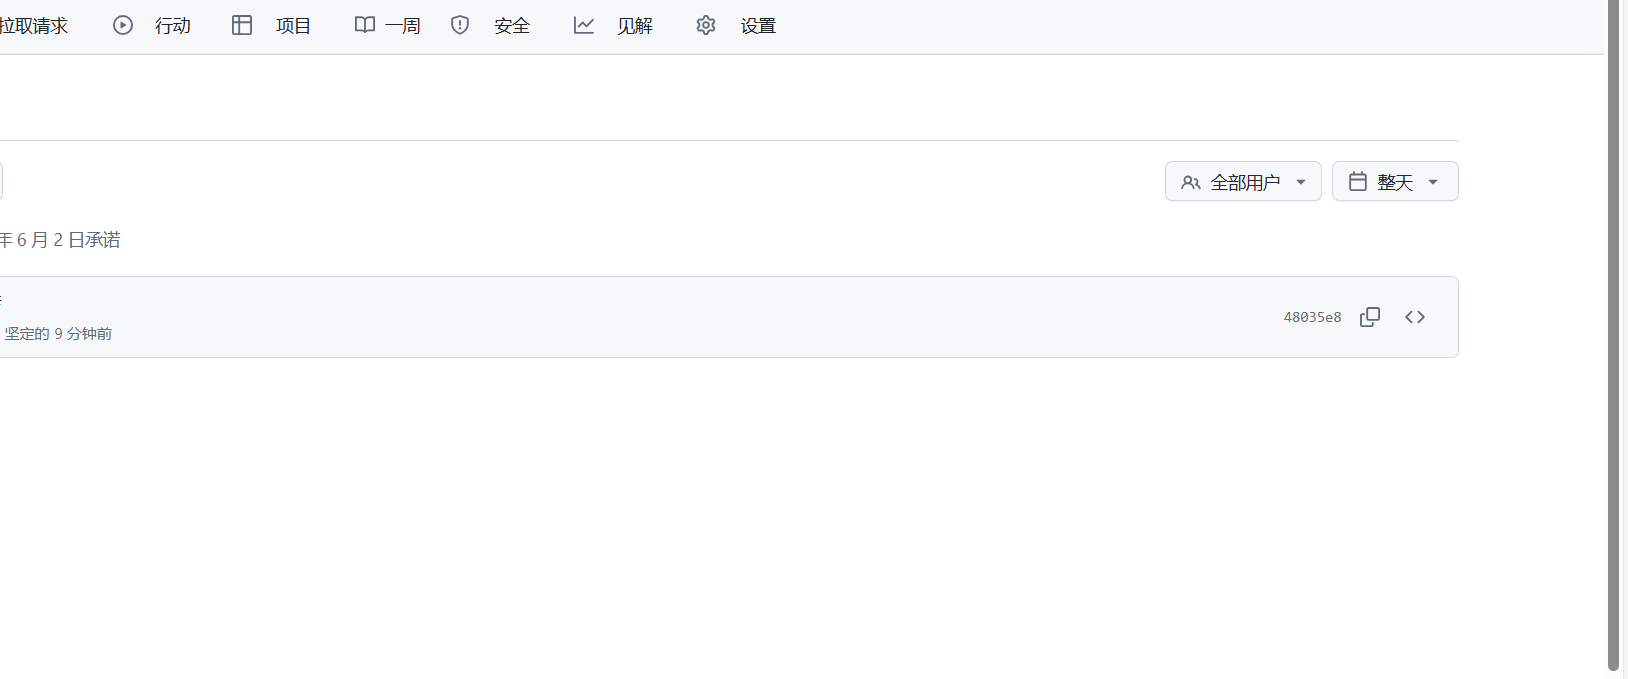 拉取请求 行动 项目 一周 安全 见解 设置
全部用户 整天
年 6 月 2 日承诺
坚定的 9 分钟前
48035e8